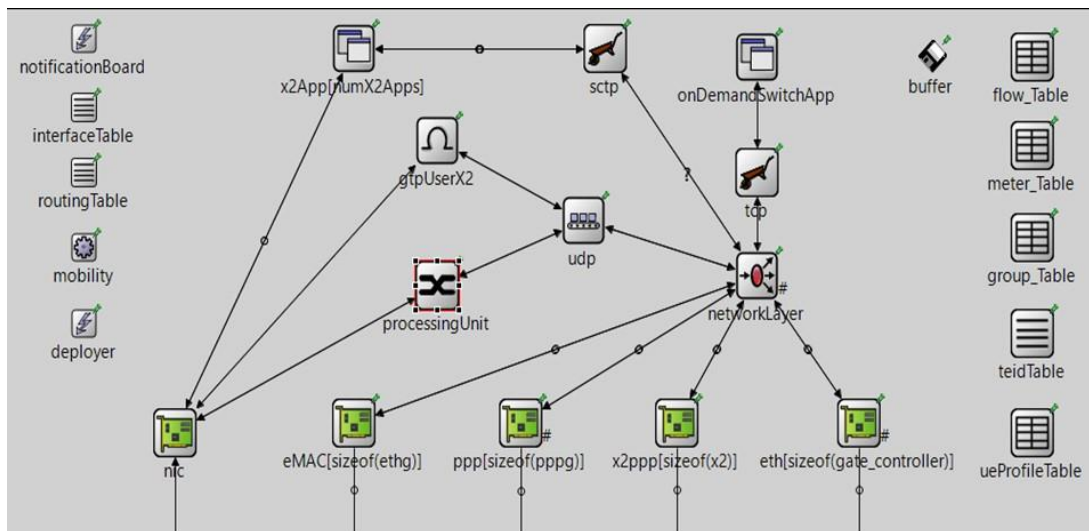 notificationBoard
interfaceTable
routingTable
mobility
deployer
x2App[numX2Apps]
sctp
onDemandSwitchApp
buffer
flow_Table
gtpUserX2
tcp
meter_Table
?
udp
processingUnit
networkLayer
#
group_Table
teidTable
nic
eMAC[sizeof(ethg)]
ppp[sizeof(pppg)]
#
x2ppp[sizeof(x2)]
eth[sizeof(gate_controller)]
#
ueProfileTable